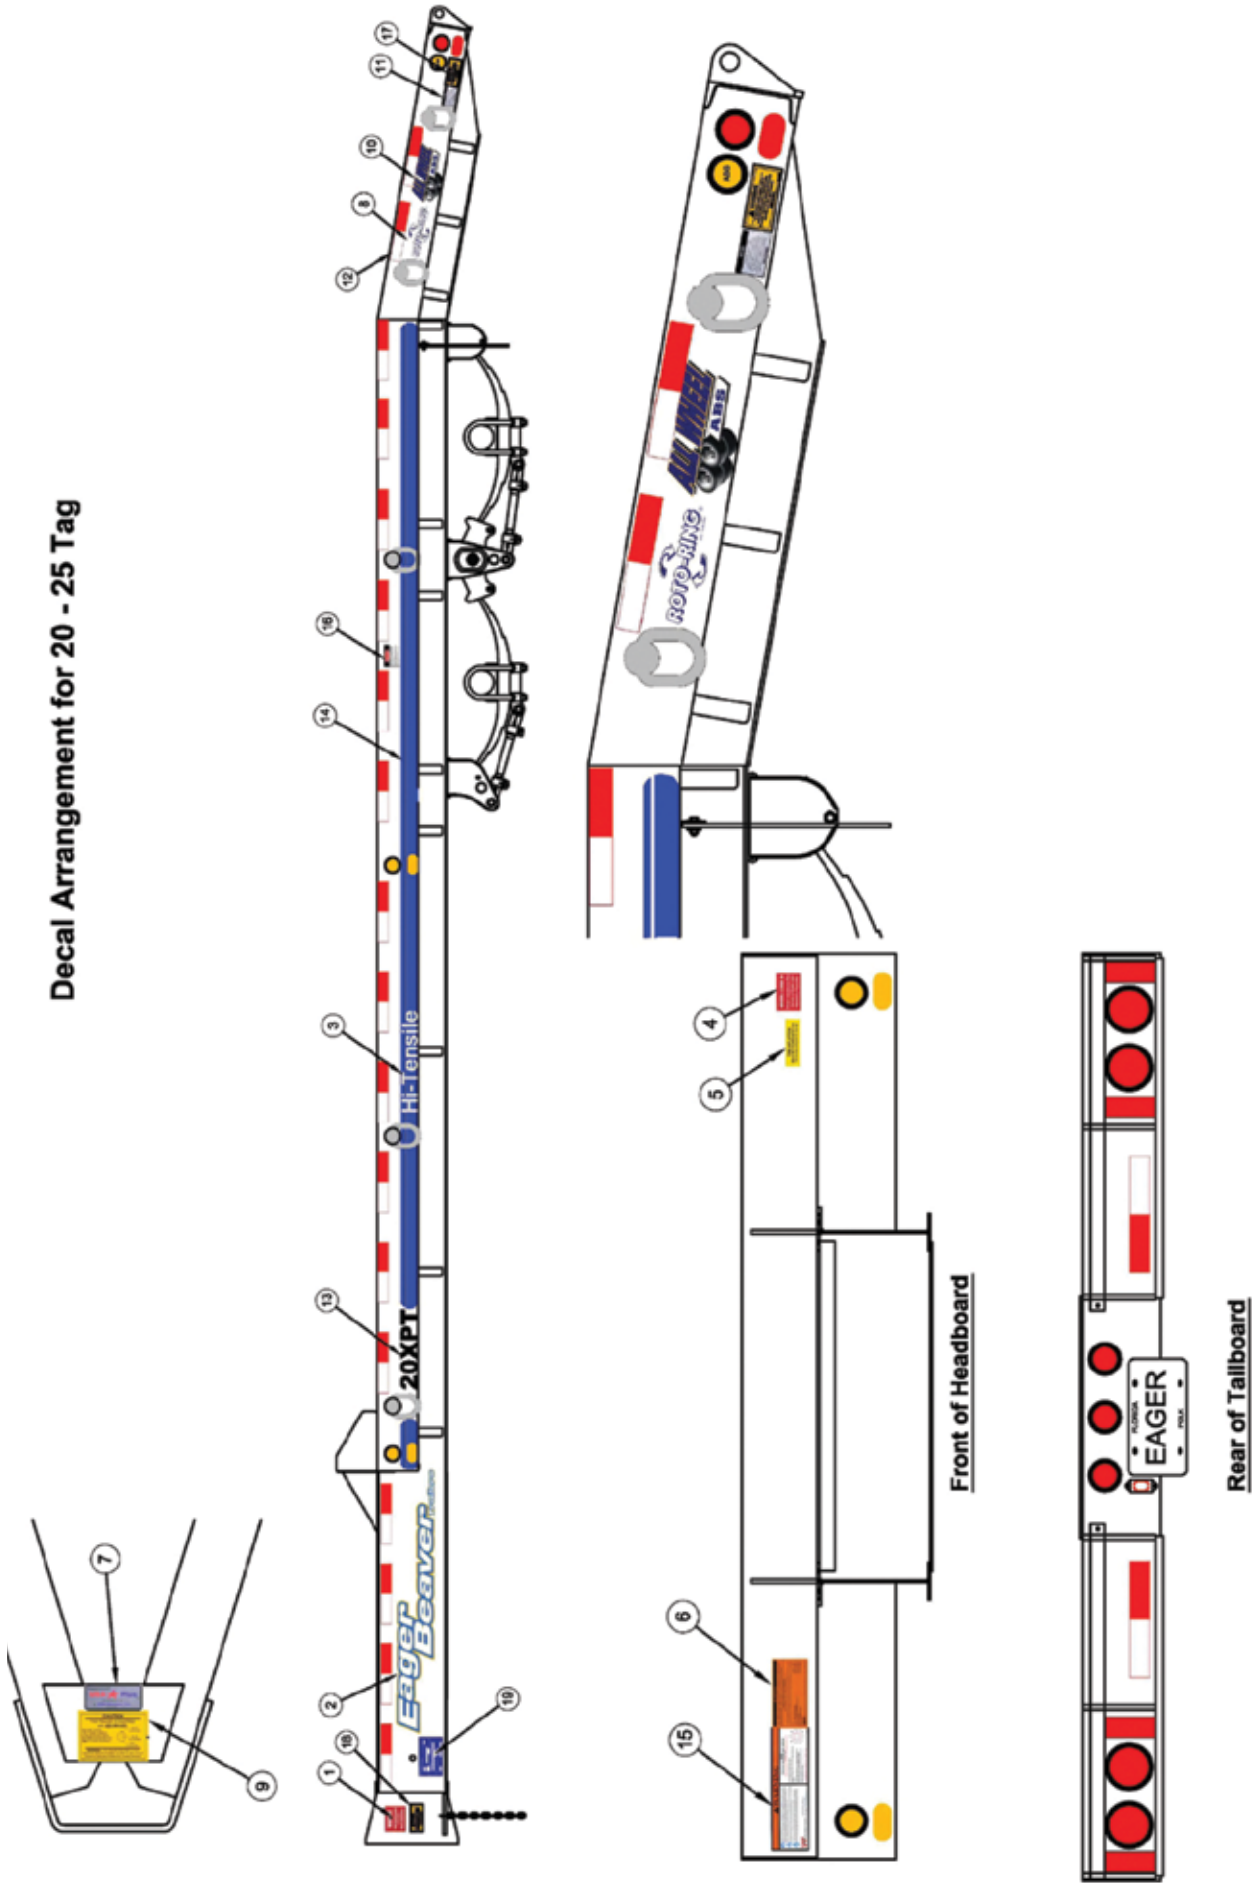 Decal Arrangement for 20 - 25 Tag
7
9
1
18
2
19
13
3
14
16
12
8
10
11
17
Eager
Beaver
20XPT
Hi-Tensile
ROTO-RING
ALL WHEEL
ABS
15
6
5
4
Front of Headboard
FLORIDA
EAGER
POLK
Rear of Tailboard